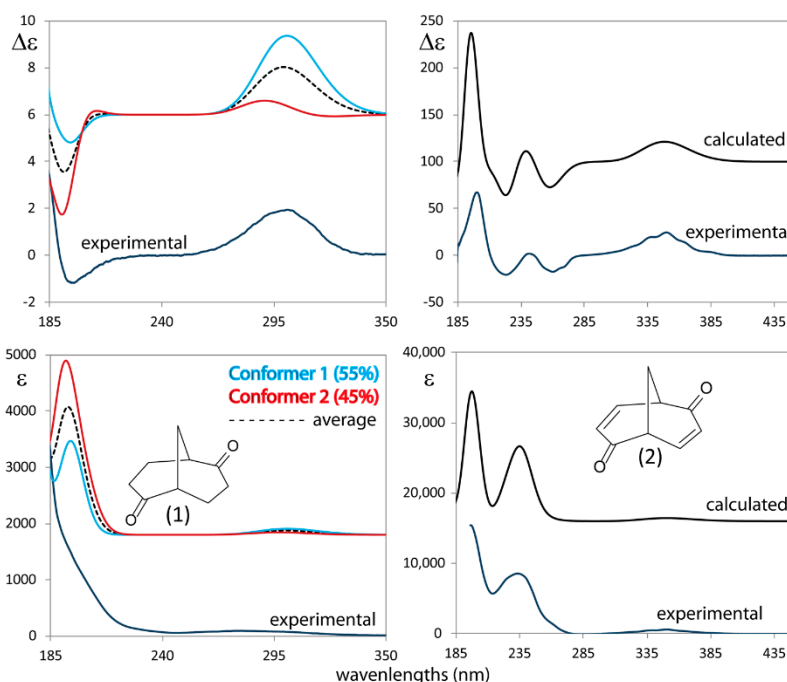 10
8
6
4
2
0
-2
Δε
experimental
185
240
295
350
250
200
150
100
50
0
-50
Δε
calculated
experimental
185
235
285
335
385
435
5000
4000
3000
2000
1000
0
ε
Conformer 1 (55%)
Conformer 2 (45%)
average
O
O
(1)
experimental
185
240
295
350
40,000
30,000
20,000
10,000
0
ε
O
O
(2)
calculated
experimental
185
235
285
335
385
435
wavelengths (nm)